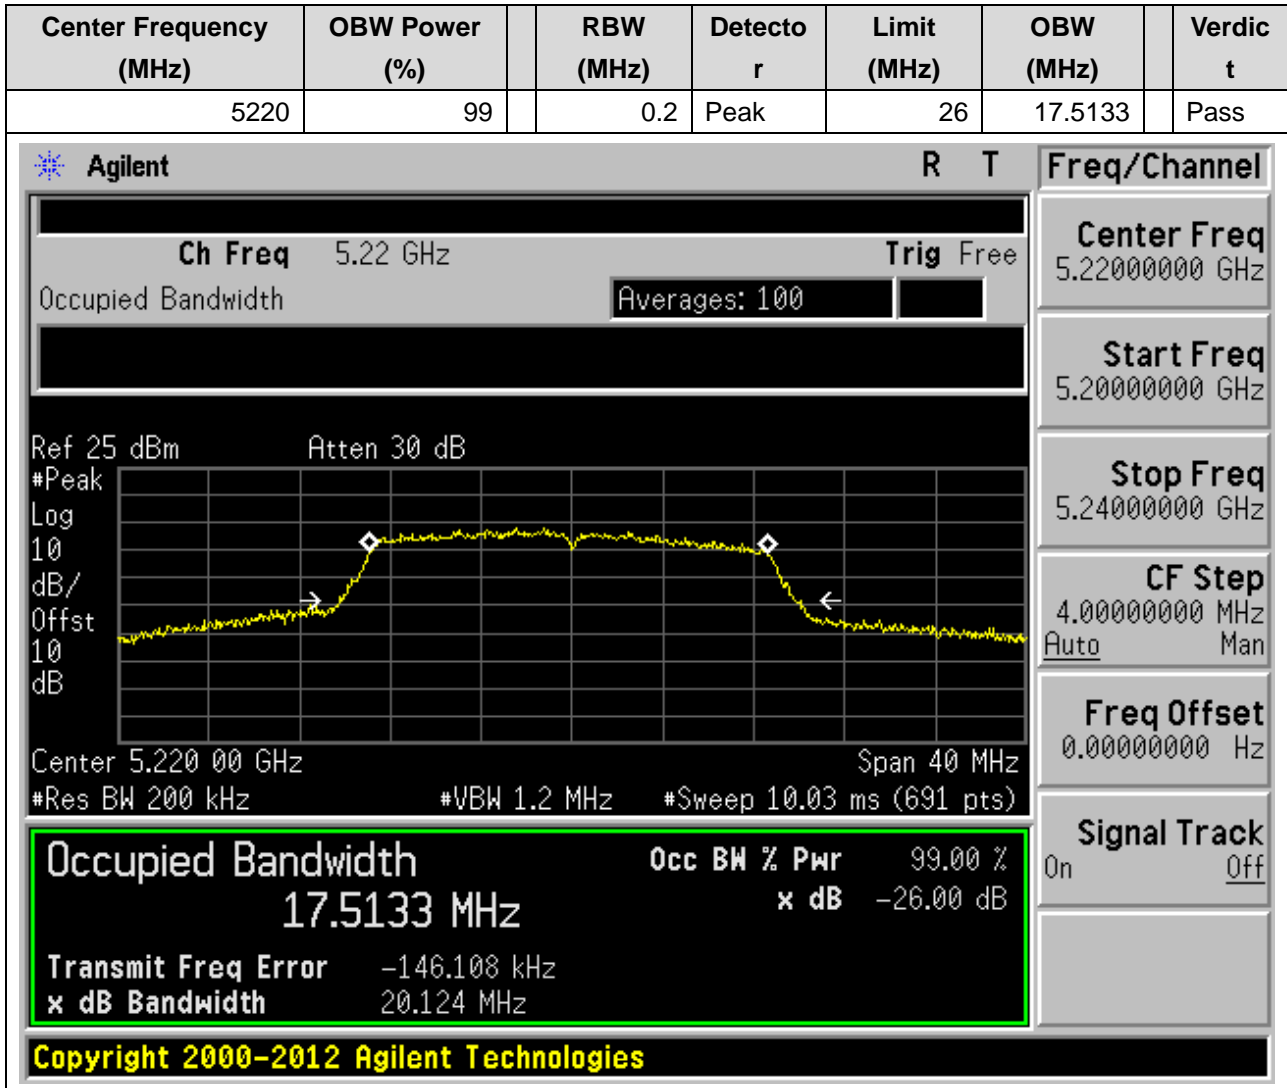 Center Frequency OBW Power RBW Detecto Limit OBW Verdic
(MHz) (%) (MHz) r (MHz) (MHz) t
5220 99 0.2 Peak 26 17.5133 Pass
Agilent R T Freq/Channel
Ch Freq 5.22 GHz Trig Free
Occupied Bandwidth Averages: 100
Center Freq
5.22000000 GHz
Start Freq
5.20000000 GHz
Stop Freq
5.24000000 GHz
CF Step
4.00000000 MHz
Auto Man
Freq Offset
0.00000000 Hz
Signal Track
On Off
Ref 25 dBm Atten 30 dB
#Peak
Log
10
dB/
Offst
10
dB
Center 5.220 00 GHz Span 40 MHz
#Res BW 200 kHz #VBW 1.2 MHz #Sweep 10.03 ms (691 pts)
Occupied Bandwidth Occ BW % Pwr 99.00 %
17.5133 MHz x dB -26.00 dB
Transmit Freq Error -146.108 kHz
x dB Bandwidth 20.124 MHz
Copyright 2000-2012 Agilent Technologies